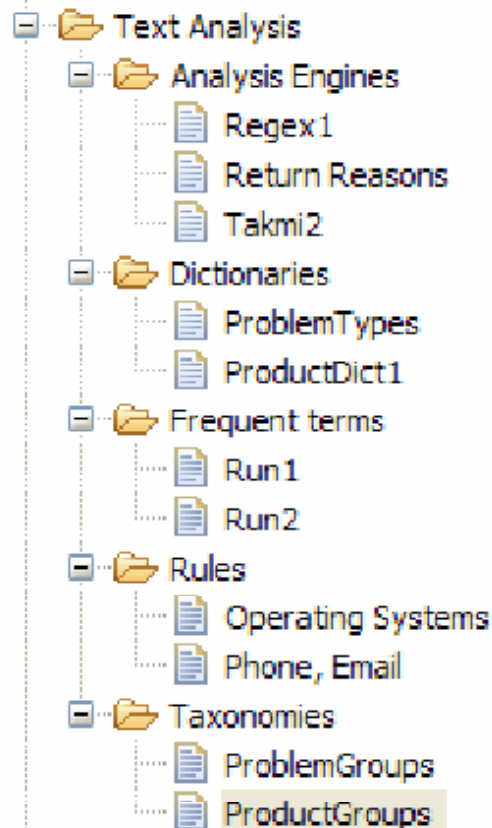 Text Analysis
Analysis Engines
Regex1
Return Reasons
Takmi2
Dictionaries
ProblemTypes
ProductDict1
Frequent terms
Run1
Run2
Rules
Operating Systems
Phone, Email
Taxonomies
ProblemGroups
ProductGroups